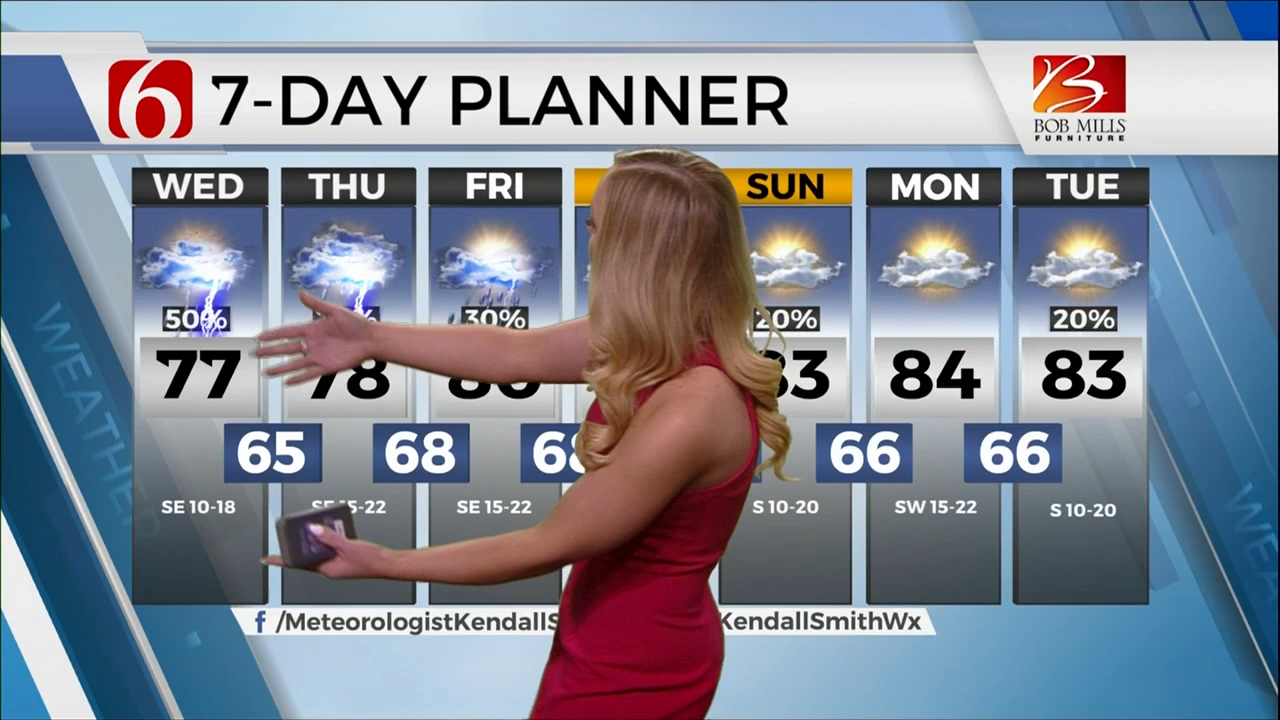 6 7-DAY PLANNER
B
BOB MILLS
FURNITURE
WED THU FRI SUN MON TUE
50% 30% 20% 20%
77 78 84 83
65 68 66 66
SE 10-18 SE 15-22 S 10-20 SW 15-22 S 10-20
f /MeteorologistKendallS KendallSmithWx
WEATHER